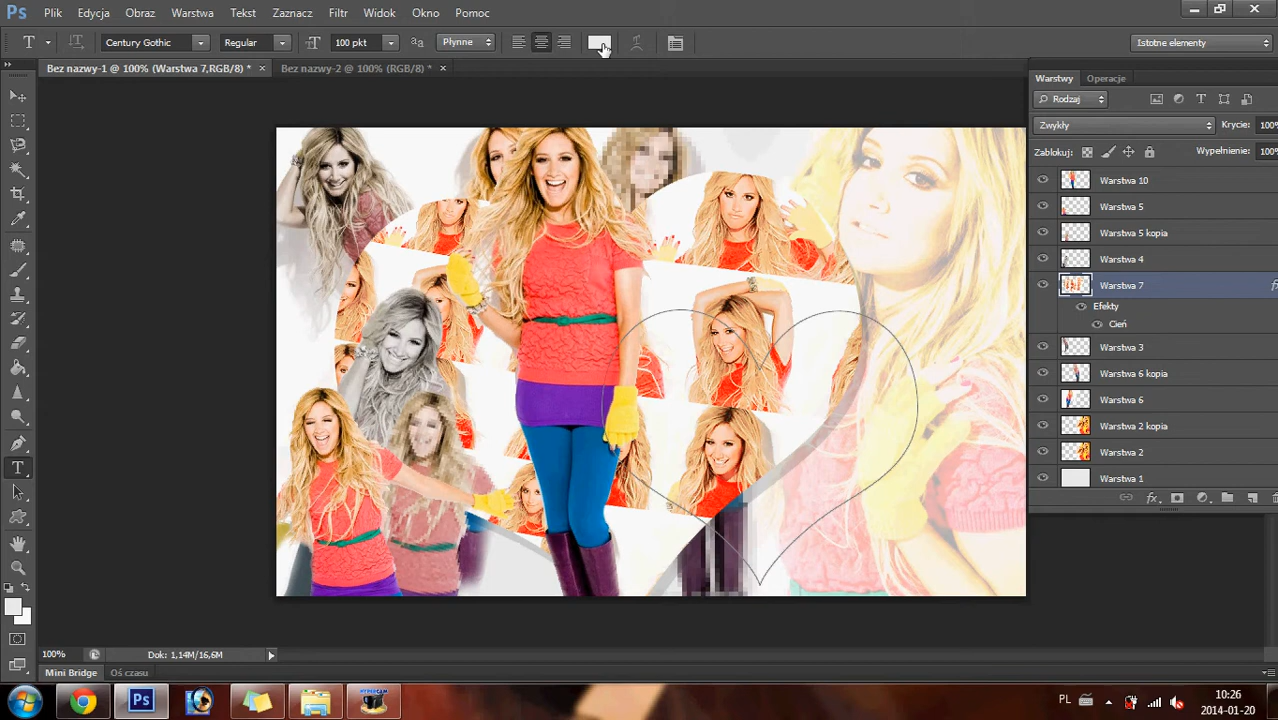 Ps Plik Edycja Obraz Warstwa Tekst Zaznacz Filtr Widok Okno Pomoc
T T Century Gothic Regular T 100 pkt aa Płynne Istotne elementy
Bez nazwy-1 @ 100% (Warstwa 7,RGB/8) * × Bez nazwy-2 @ 100% (RGB/8) * ×
Warstwy Operacje
Rodzaj
Zwykły Krycie: 100%
Zablokuj: Wypełnienie: 100%
Warstwa 10
Warstwa 5
Warstwa 5 kopia
Warstwa 4
Warstwa 7
Efekty
Cień
Warstwa 3
Warstwa 6 kopia
Warstwa 6
Warstwa 2 kopia
Warstwa 2
Warstwa 1
100% Dok: 1,14M/16,6M
Mini Bridge Oś czasu
Ps PL 10:26
2014-01-20